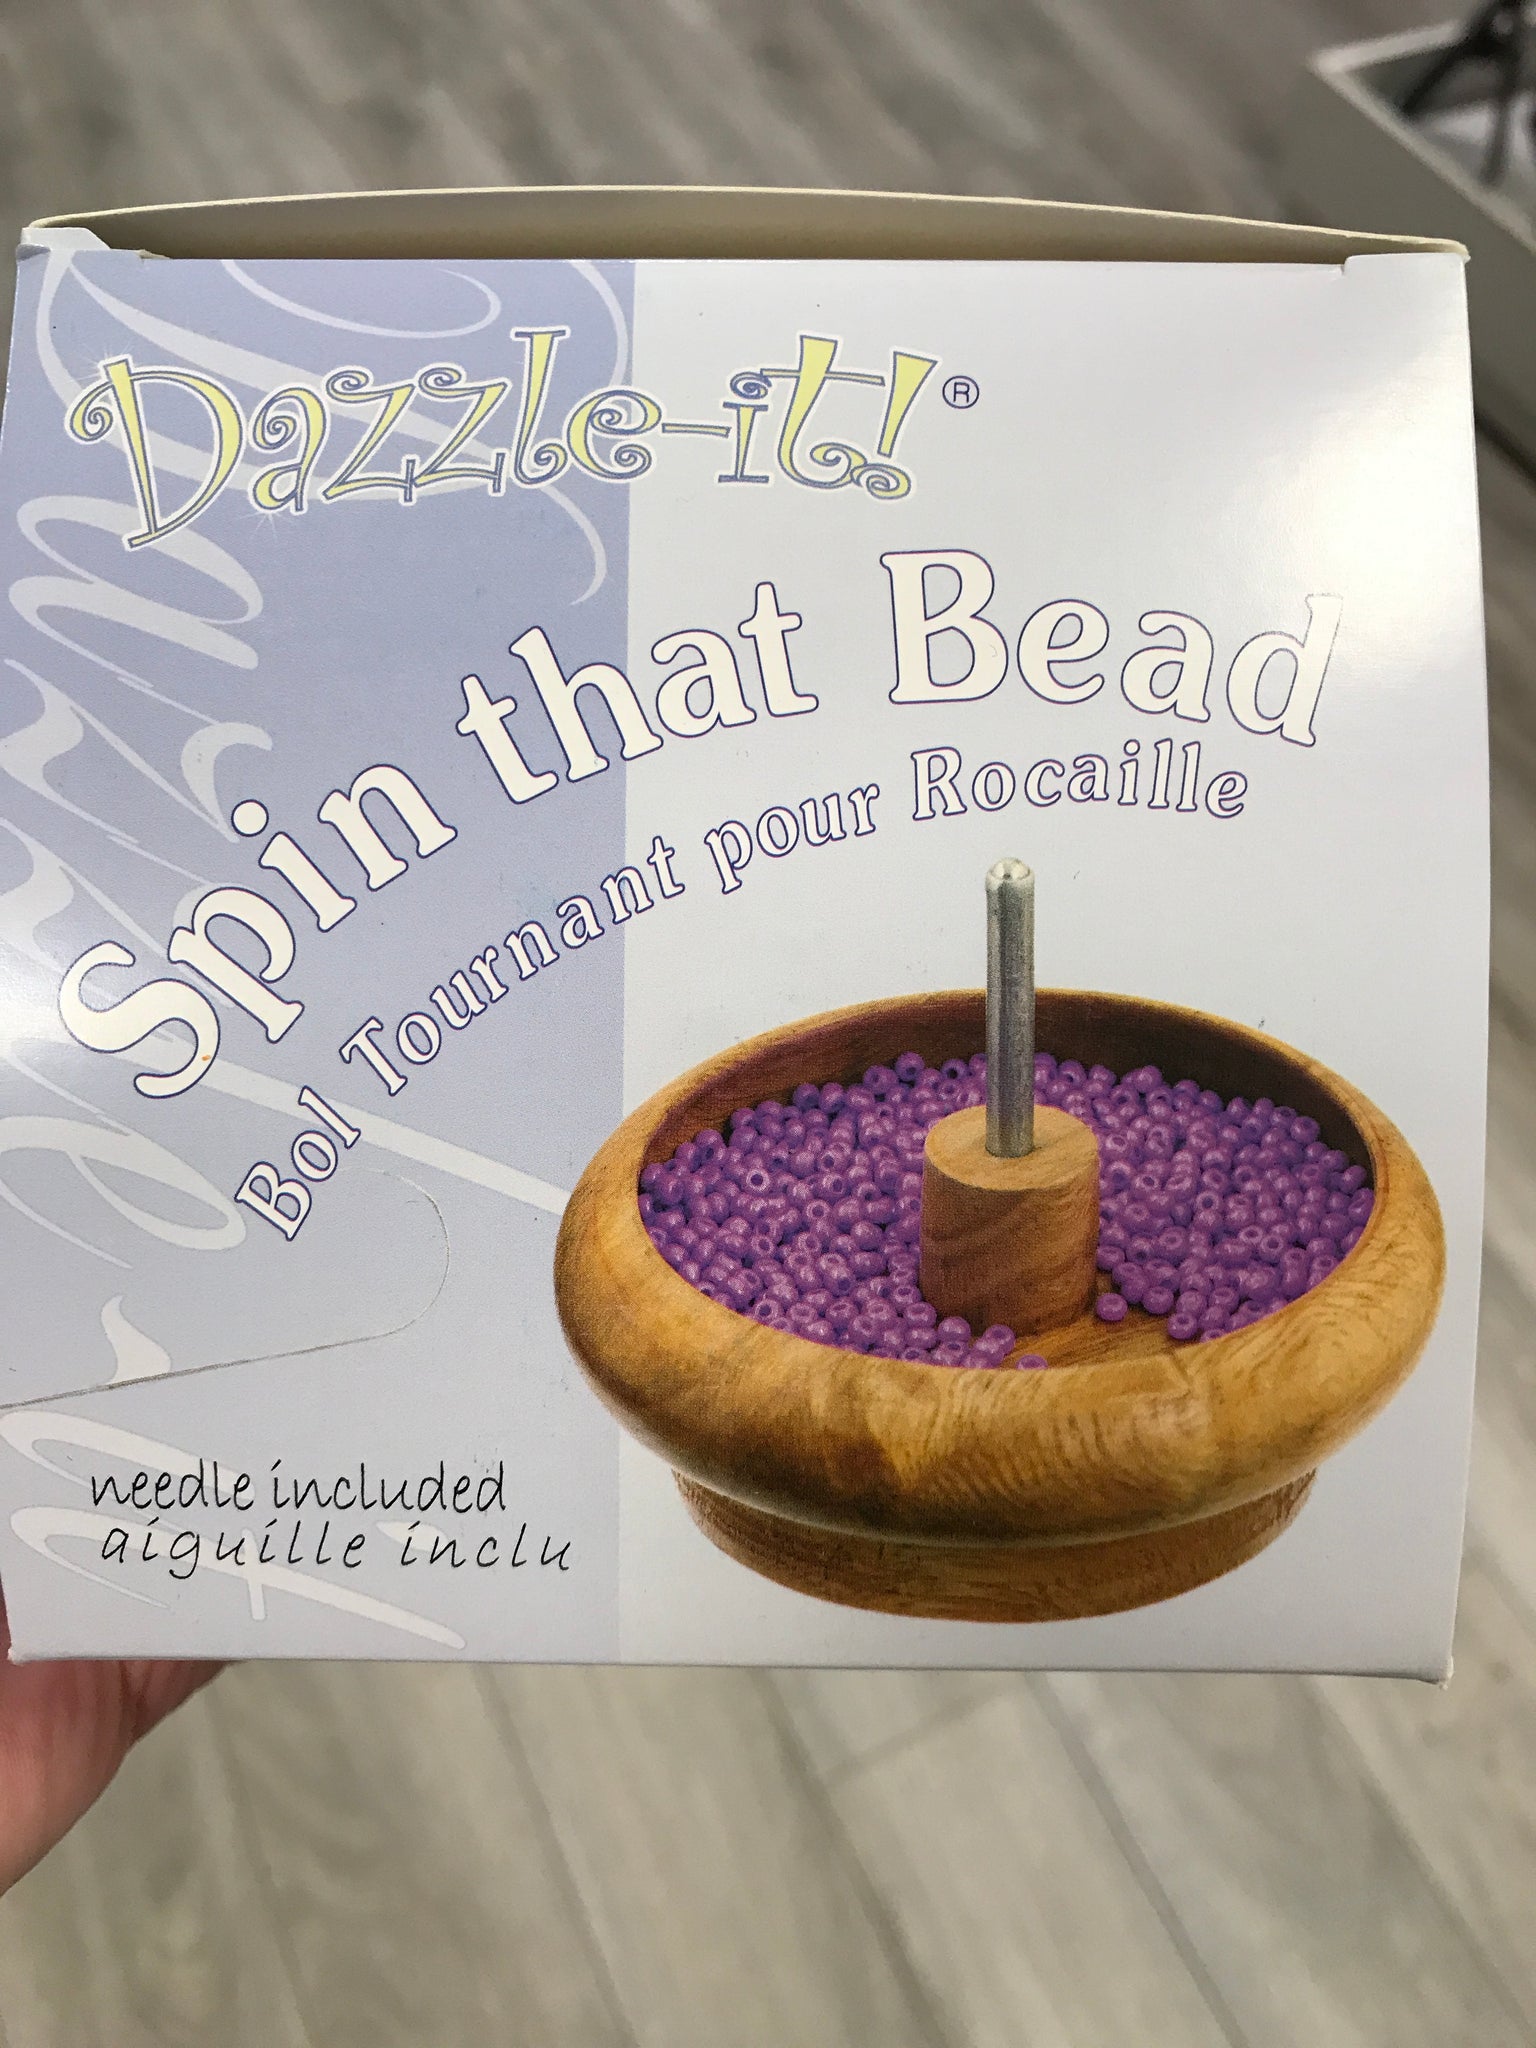 Dazzle-it!®
Spin that Bead
Bol Tournant pour Rocaille
needle included
aiguille inclu